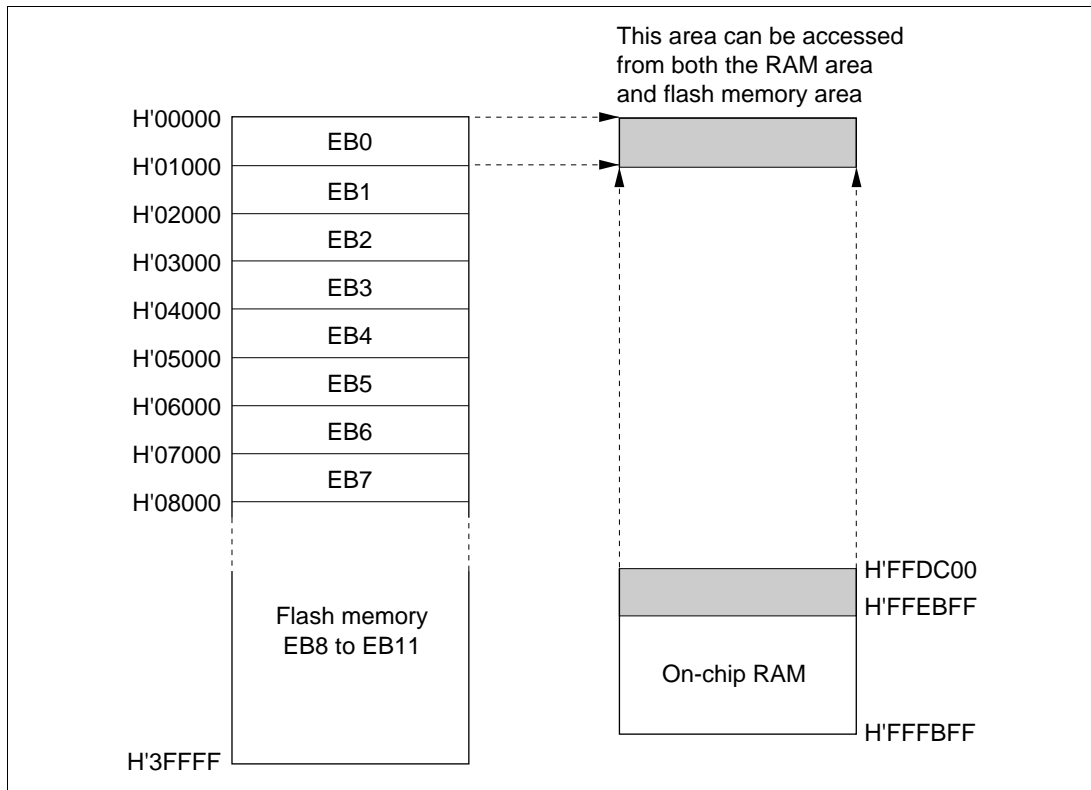 This area can be accessed
from both the RAM area
and flash memory area
H'00000
EB0
H'01000
EB1
H'02000
EB2
H'03000
EB3
H'04000
EB4
H'05000
EB5
H'06000
EB6
H'07000
EB7
H'08000
Flash memory
EB8 to EB11
H'3FFFF
H'FFDC00
H'FFEBFF
On-chip RAM
H'FFFBFF